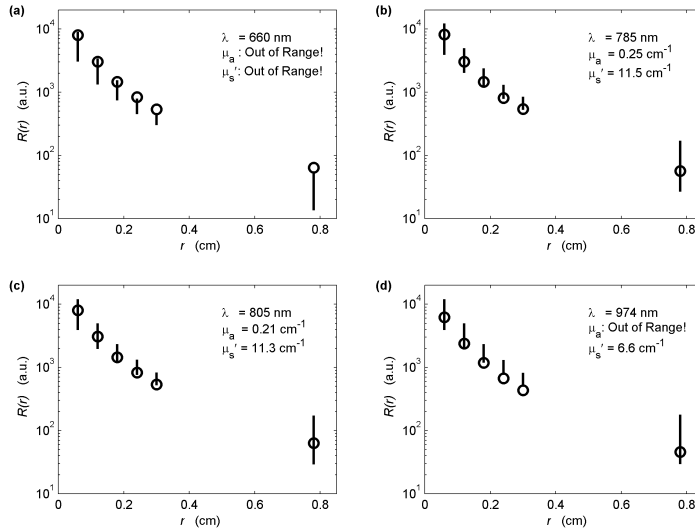 (a)
λ = 660 nm
μa : Out of Range!
μs' : Out of Range!
10^4
10^3
10^2
10^1
R(r) (a.u.)
0 0.2 0.4 0.6 0.8
r (cm)
(b)
λ = 785 nm
μa = 0.25 cm^-1
μs' = 11.5 cm^-1
10^4
10^3
10^2
10^1
R(r) (a.u.)
0 0.2 0.4 0.6 0.8
r (cm)
(c)
λ = 805 nm
μa = 0.21 cm^-1
μs' = 11.3 cm^-1
10^4
10^3
10^2
10^1
R(r) (a.u.)
0 0.2 0.4 0.6 0.8
r (cm)
(d)
λ = 974 nm
μa: Out of Range!
μs' = 6.6 cm^-1
10^4
10^3
10^2
10^1
R(r) (a.u.)
0 0.2 0.4 0.6 0.8
r (cm)